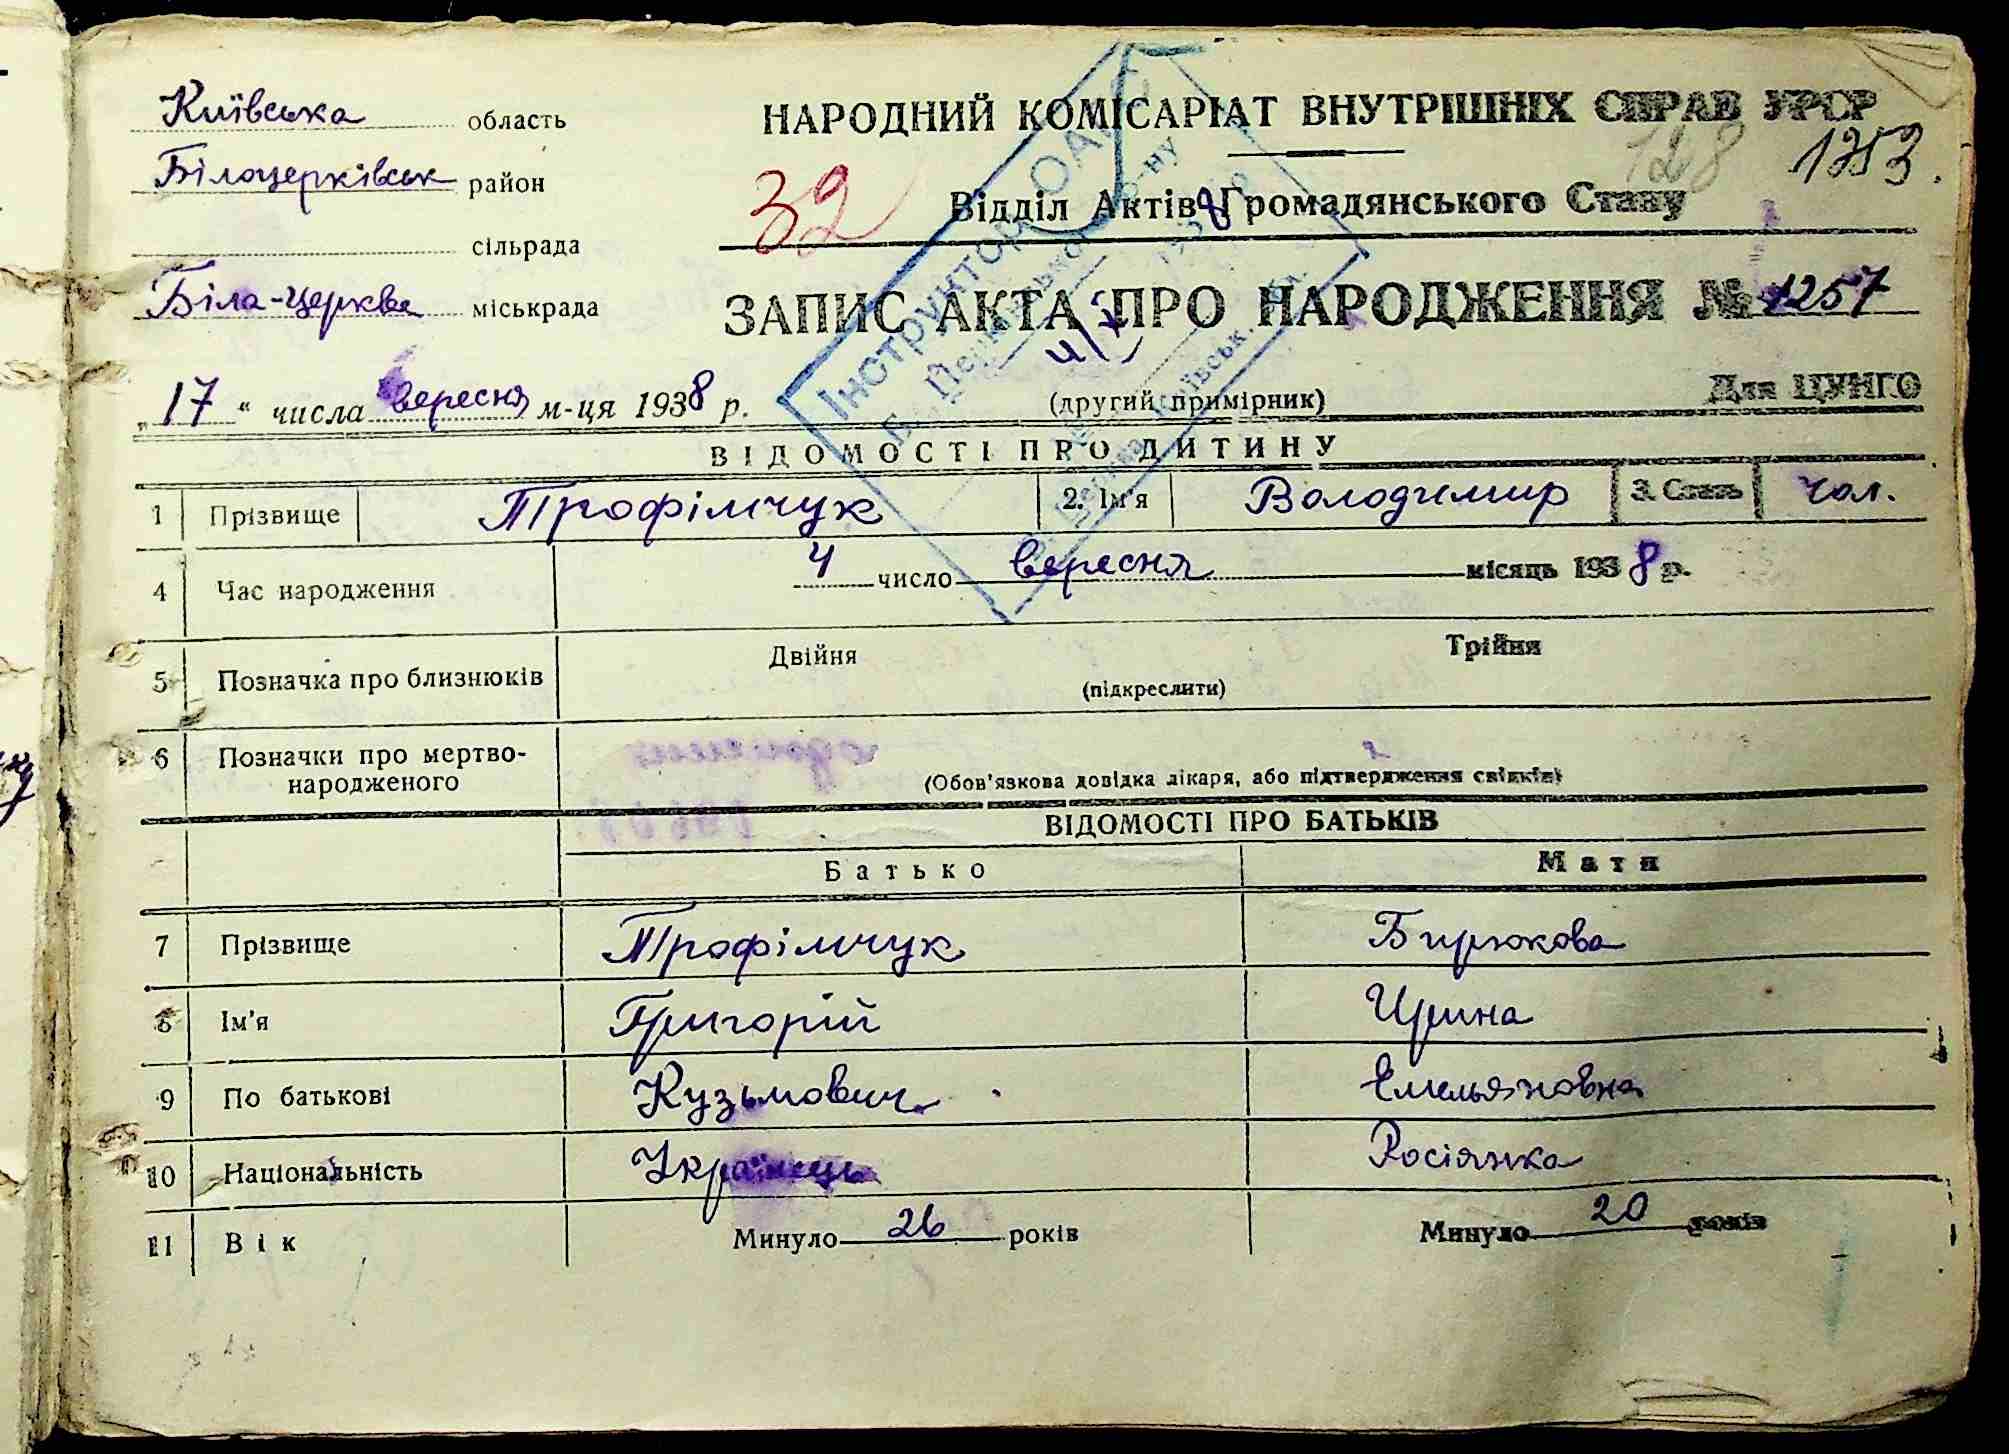 Київська область
Білоцерківськ район
сільрада
Біла-Церква міськрада
НАРОДНИЙ КОМІСАРІАТ ВНУТРІШНІХ СПРАВ УРСР
128 1253.
32
Відділ Актів Громадянського Стану
ЗАПИС АКТА ПРО НАРОДЖЕННЯ № 1257
„17“ числа вересня м-ця 1938 р.
(другий примірник)
Для ЦУНГО
Інструктор ОАГС
ВІДОМОСТІ ПРО ДИТИНУ
1 Прізвище Трофімчук 2. Ім'я Володимир 3. Стать чол.
4 Час народження 4 число вересня місяць 1938 р.
5 Позначка про близнюків Двійня Трійня
(підкреслити)
6 Позначки про мертво-
народженого
(Обов'язкова довідка лікаря, або підтвердження свідків)
ВІДОМОСТІ ПРО БАТЬКІВ
Батько Мати
7 Прізвище Трофімчук Бирюкова
8 Ім'я Григорій Ирина
9 По батькові Кузьмович Емельяновна
10 Національність Українець Росіянка
11 Вік Минуло 26 років Минуло 20 років